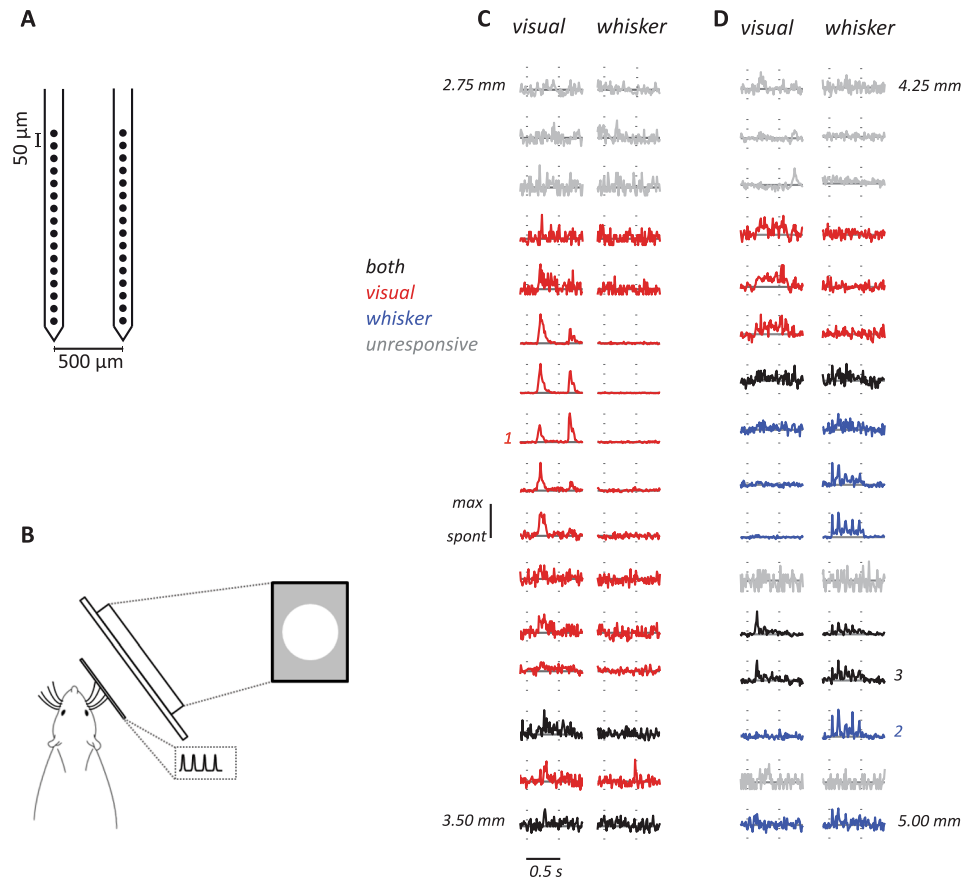 A
50 µm
500 µm
B
both
visual
whisker
unresponsive
C
visual whisker
2.75 mm
1
max
spont
3.50 mm
0.5 s
D
visual whisker
4.25 mm
3
2
5.00 mm